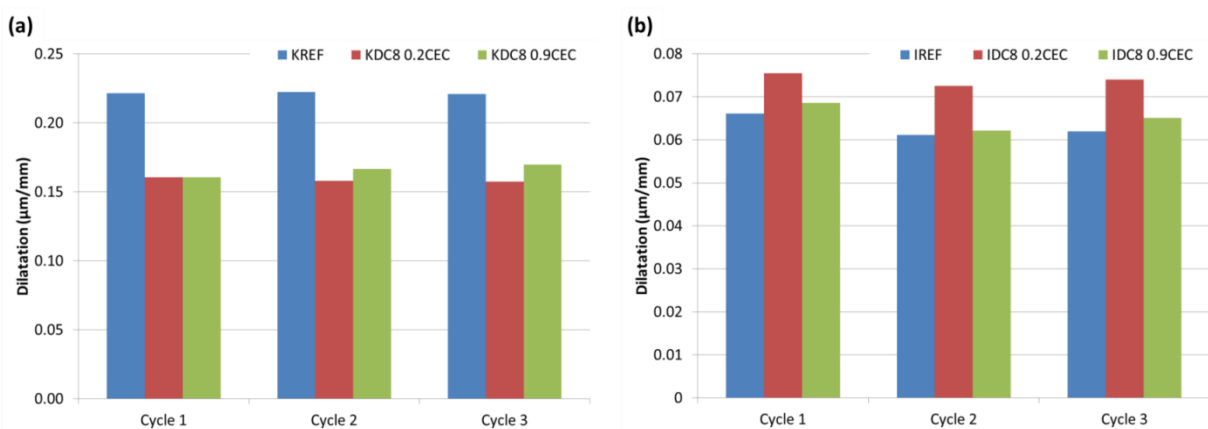 (a)
0.25
0.20
0.15
0.10
0.05
0.00
Dilatation (µm/mm)
KREF KDC8 0.2CEC KDC8 0.9CEC
Cycle 1 Cycle 2 Cycle 3
(b)
0.08
0.07
0.06
0.05
0.04
0.03
0.02
0.01
0
Dilatation (µm/mm)
IREF IDC8 0.2CEC IDC8 0.9CEC
Cycle 1 Cycle 2 Cycle 3